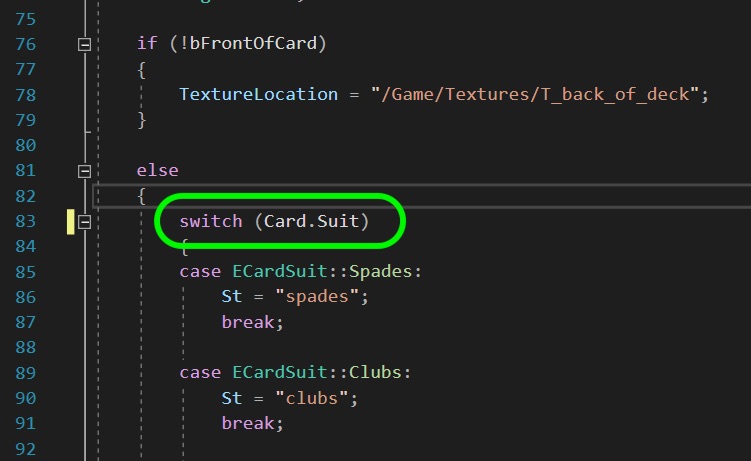 75
76 if (!bFrontOfCard)
77 {
78 TextureLocation = "/Game/Textures/T_back_of_deck";
79 }
80
81 else
82 {
83 switch (Card.Suit)
84 {
85 case ECardSuit::Spades:
86 St = "spades";
87 break;
88
89 case ECardSuit::Clubs:
90 St = "clubs";
91 break;
92